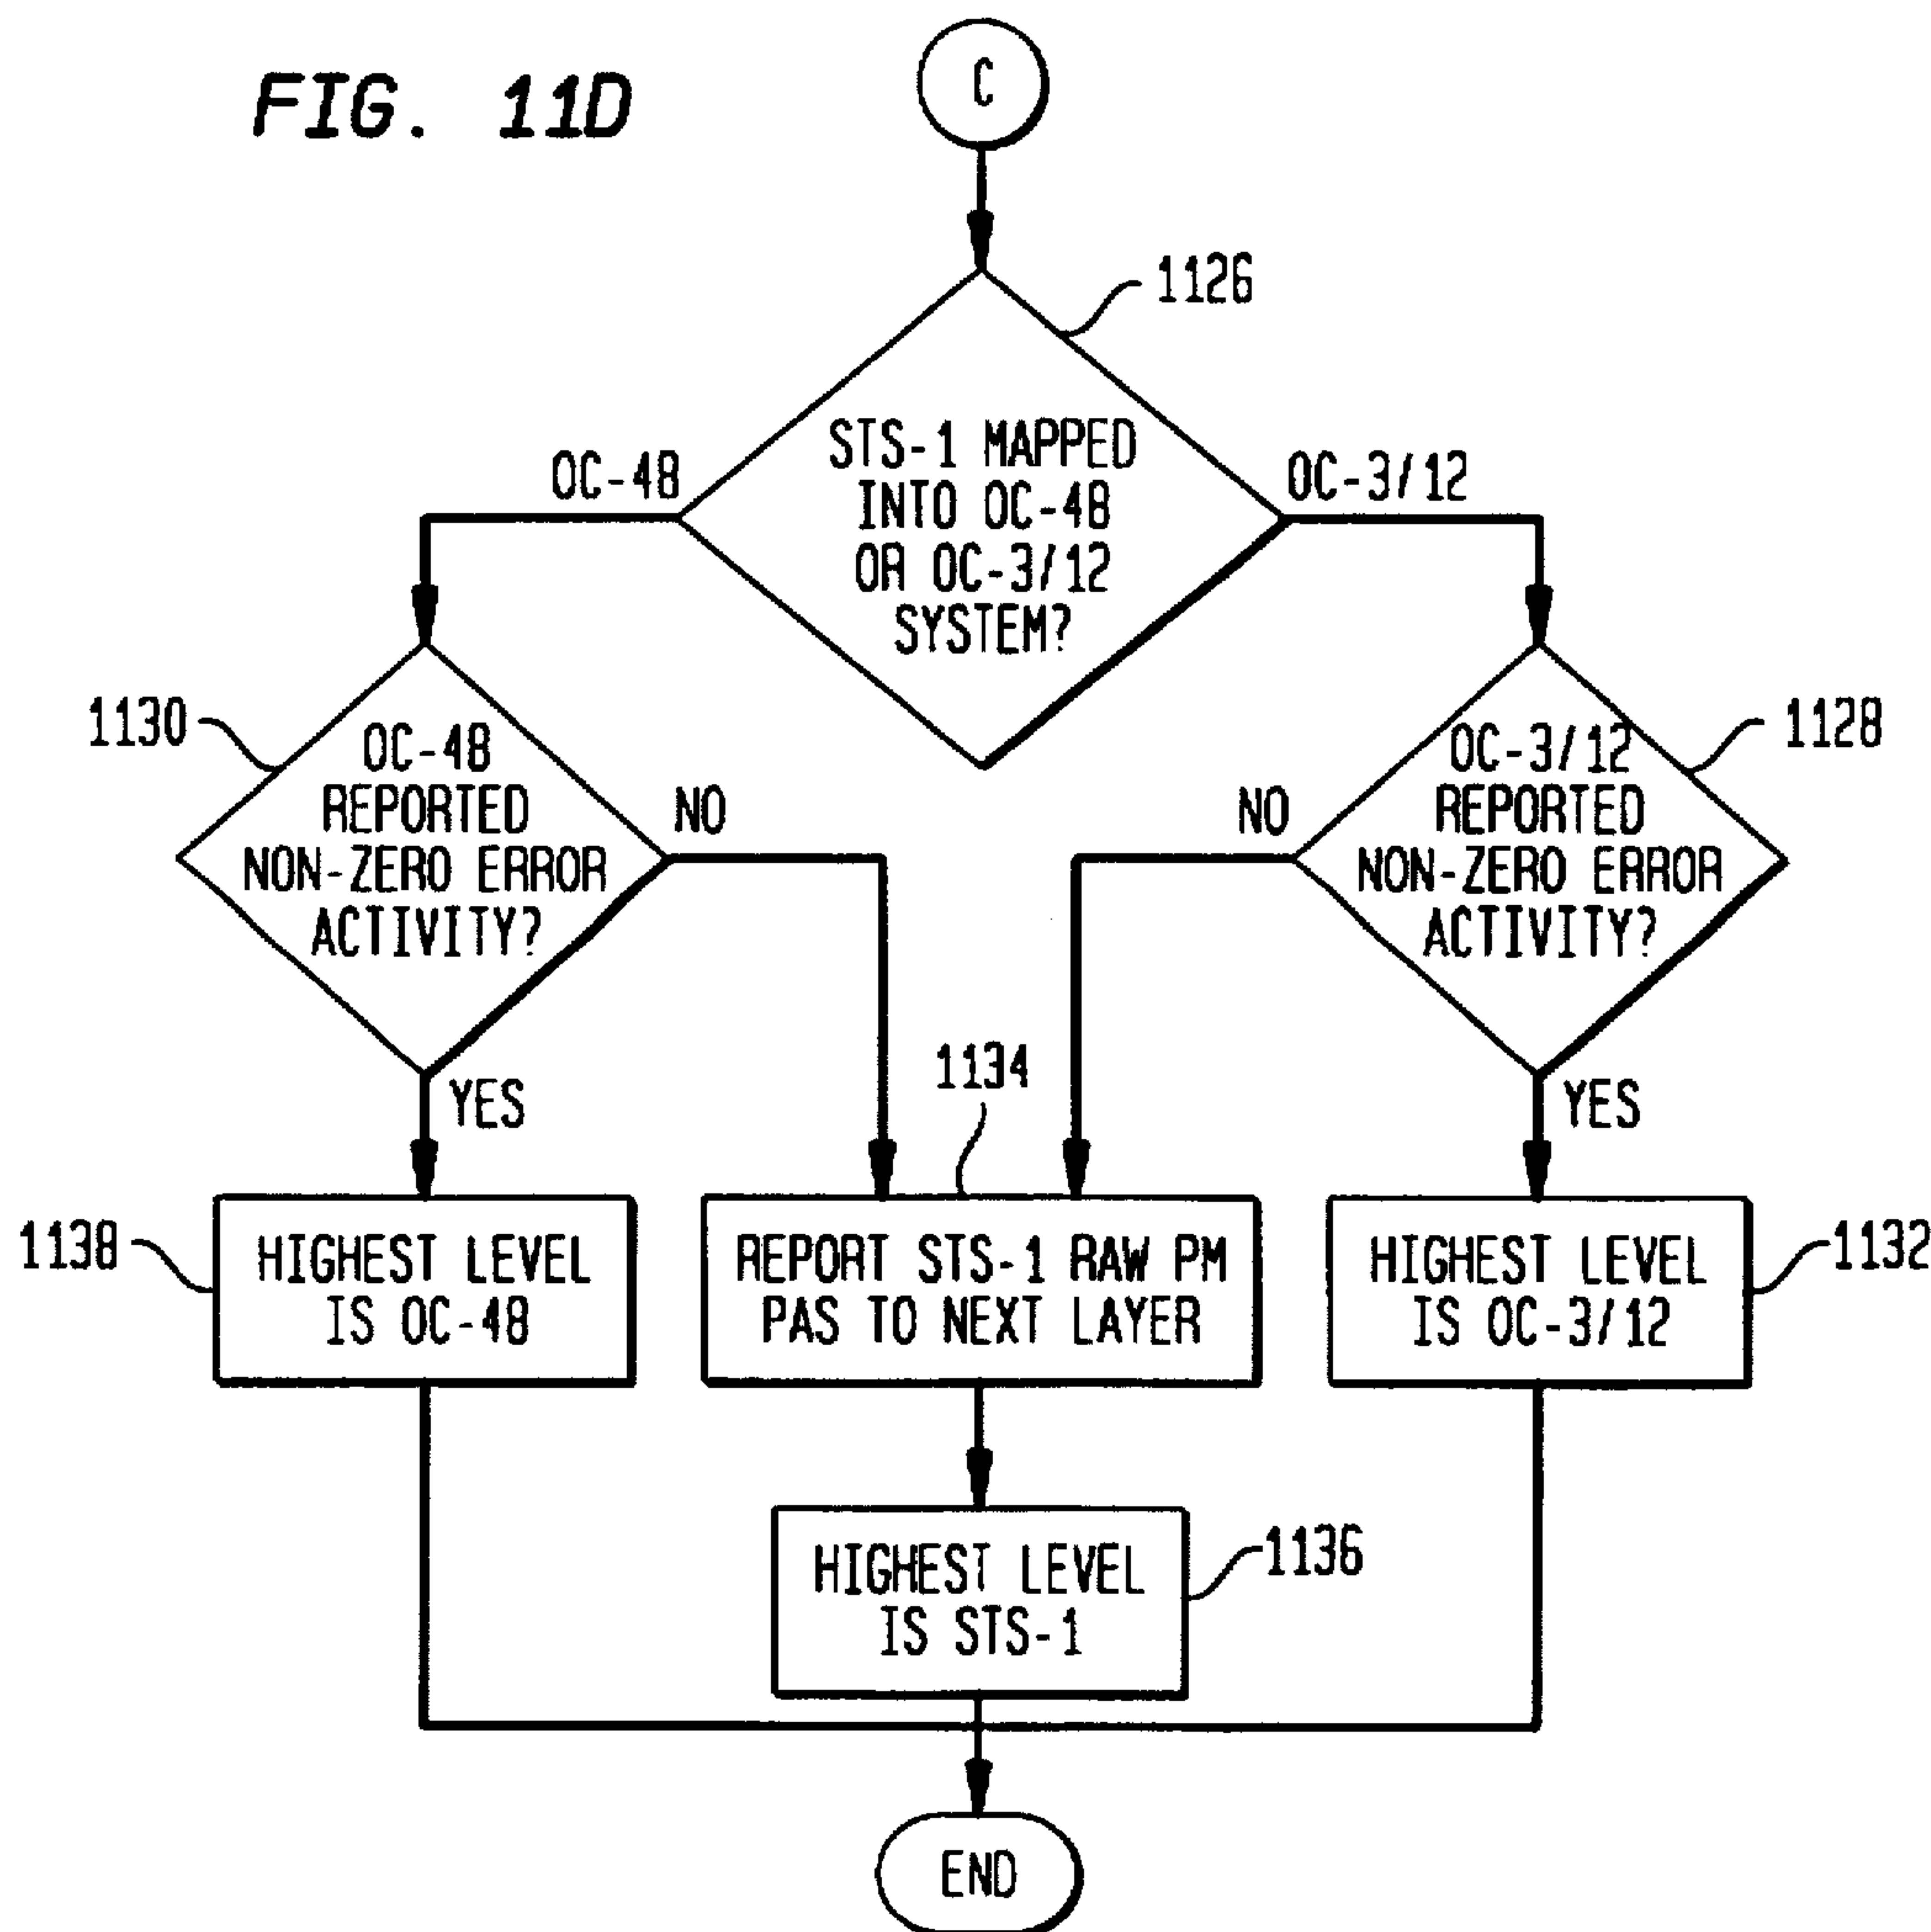 FIG. 11D
C
1126
STS-1 MAPPED
INTO OC-48
OR OC-3/12
SYSTEM?
OC-48
OC-3/12
1130
OC-48
REPORTED
NON-ZERO ERROR
ACTIVITY?
NO
YES
NO
1128
OC-3/12
REPORTED
NON-ZERO ERROR
ACTIVITY?
YES
1134
1138
HIGHEST LEVEL
IS OC-48
REPORT STS-1 RAW PM
PAS TO NEXT LAYER
HIGHEST LEVEL
IS OC-3/12
1132
HIGHEST LEVEL
IS STS-1
1136
END